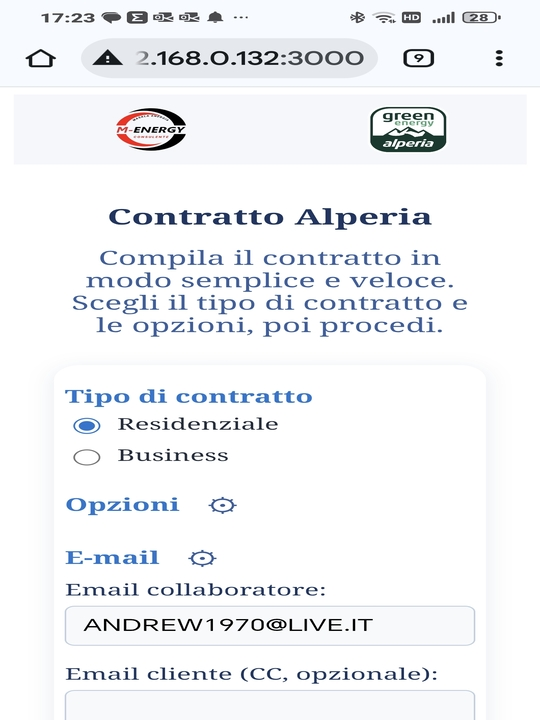 17:23 HD 28
2.168.0.132:3000 9
M-ENERGY
CONSULENTE
green
energy
alperia
Contratto Alperia
Compila il contratto in
modo semplice e veloce.
Scegli il tipo di contratto e
le opzioni, poi procedi.
Tipo di contratto
Residenziale
Business
Opzioni
E-mail
Email collaboratore:
ANDREW1970@LIVE.IT
Email cliente (CC, opzionale):